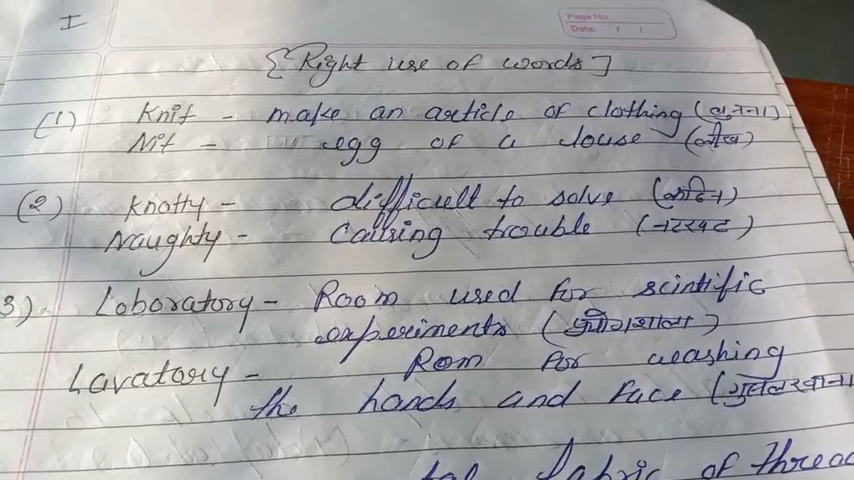 I
Page No.
Date: / /
{Right use of words]
(1) Knit - make an article of clothing (बुनना)
Nit - egg of a louse (लीख)
(2) Knotty - difficult to solve (कठिन)
Naughty - Causing trouble (नटखट)
3) Loboratory - Room used for scintific
experiments (प्रयोगशाला)
Lavatory - Rom for washing
the hands and face (गुसलखाना
fabric of threa